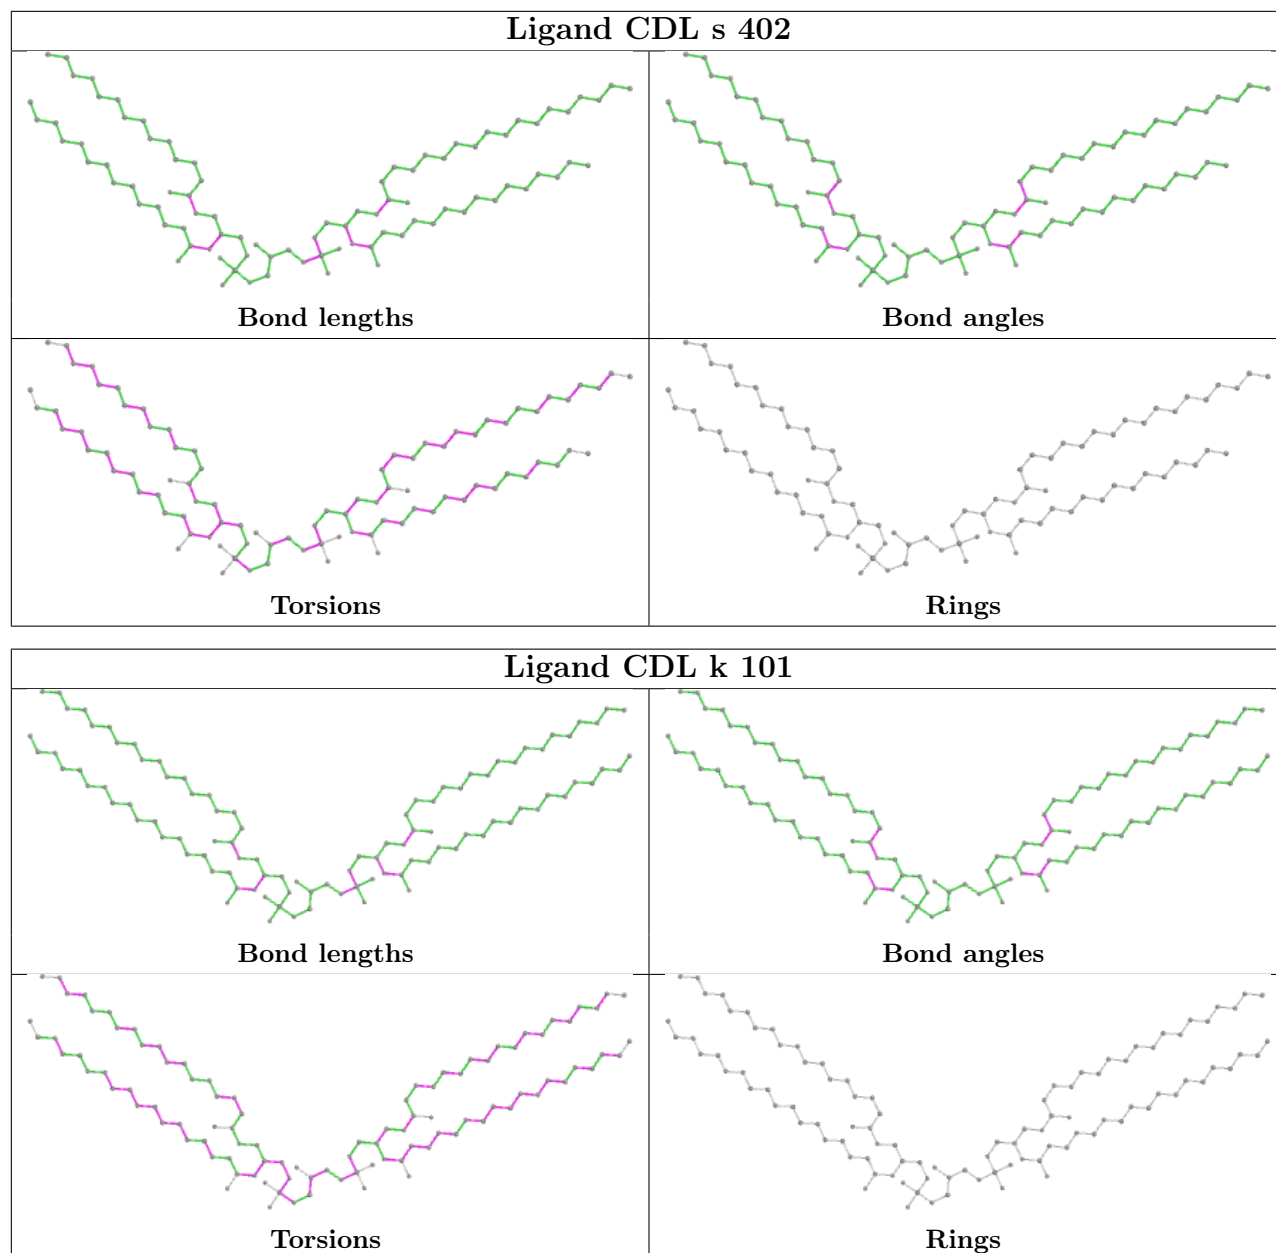 Ligand CDL s 402
Bond lengths
Bond angles
Torsions
Rings
Ligand CDL k 101
Bond lengths
Bond angles
Torsions
Rings